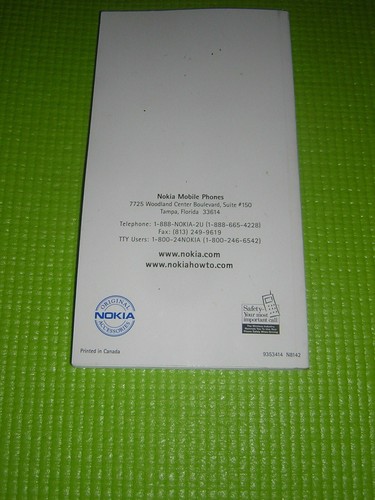 Nokia Mobile Phones
7725 Woodland Center Boulevard, Suite #150
Tampa, Florida 33614
Telephone: 1-888-NOKIA-2U (1-888-665-4228)
Fax: (813) 249-9619
TTY Users: 1-800-24NOKIA (1-800-246-6542)
www.nokia.com
www.nokiahowto.com
ORIGINAL
NOKIA
ACCESSORIES
Safety-
Your most
important call
Printed in Canada
9353414 N8142